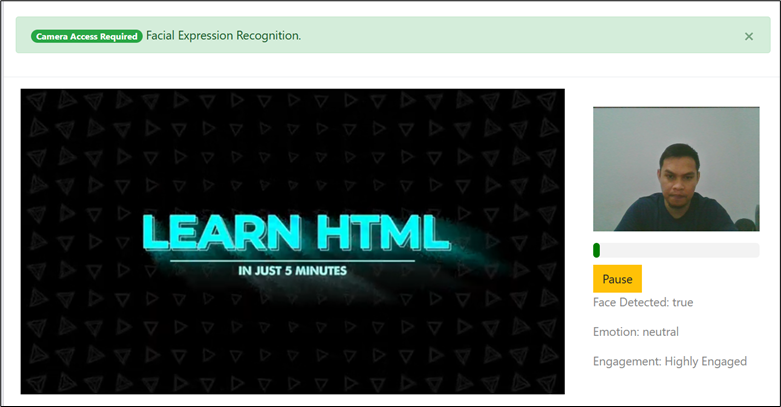 Camera Access Required Facial Expression Recognition.
×
LEARN HTML
IN JUST 5 MINUTES
Pause
Face Detected: true
Emotion: neutral
Engagement: Highly Engaged